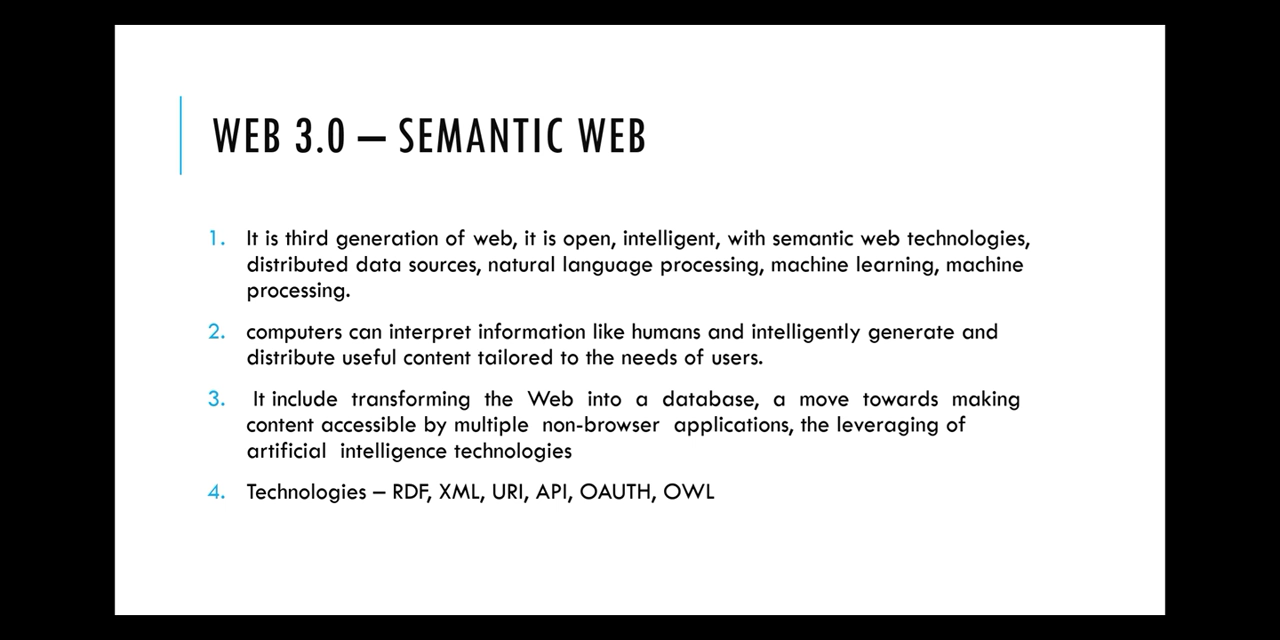 WEB 3.0 – SEMANTIC WEB
1. It is third generation of web, it is open, intelligent, with semantic web technologies,
distributed data sources, natural language processing, machine learning, machine
processing.
2. computers can interpret information like humans and intelligently generate and
distribute useful content tailored to the needs of users.
3. It include transforming the Web into a database, a move towards making
content accessible by multiple non-browser applications, the leveraging of
artificial intelligence technologies
4. Technologies – RDF, XML, URI, API, OAUTH, OWL